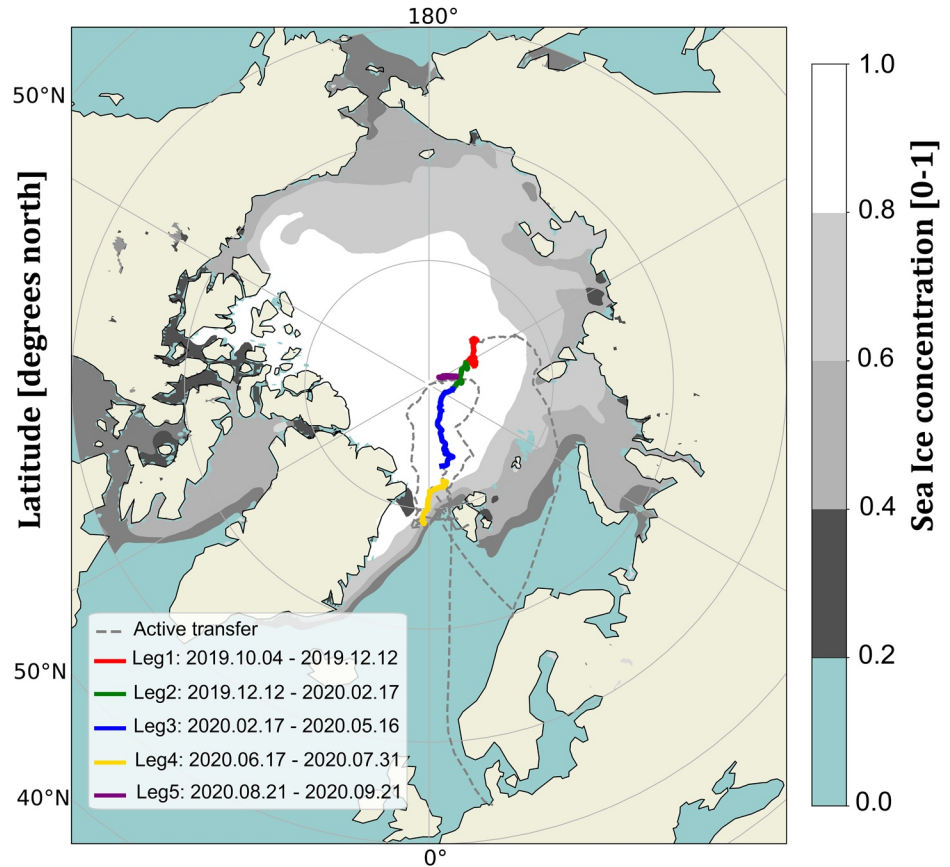 180°
50°N
50°N
40°N
0°
Latitude [degrees north]
Active transfer
Leg1: 2019.10.04 - 2019.12.12
Leg2: 2019.12.12 - 2020.02.17
Leg3: 2020.02.17 - 2020.05.16
Leg4: 2020.06.17 - 2020.07.31
Leg5: 2020.08.21 - 2020.09.21
1.0
0.8
0.6
0.4
0.2
0.0
Sea Ice concentration [0-1]